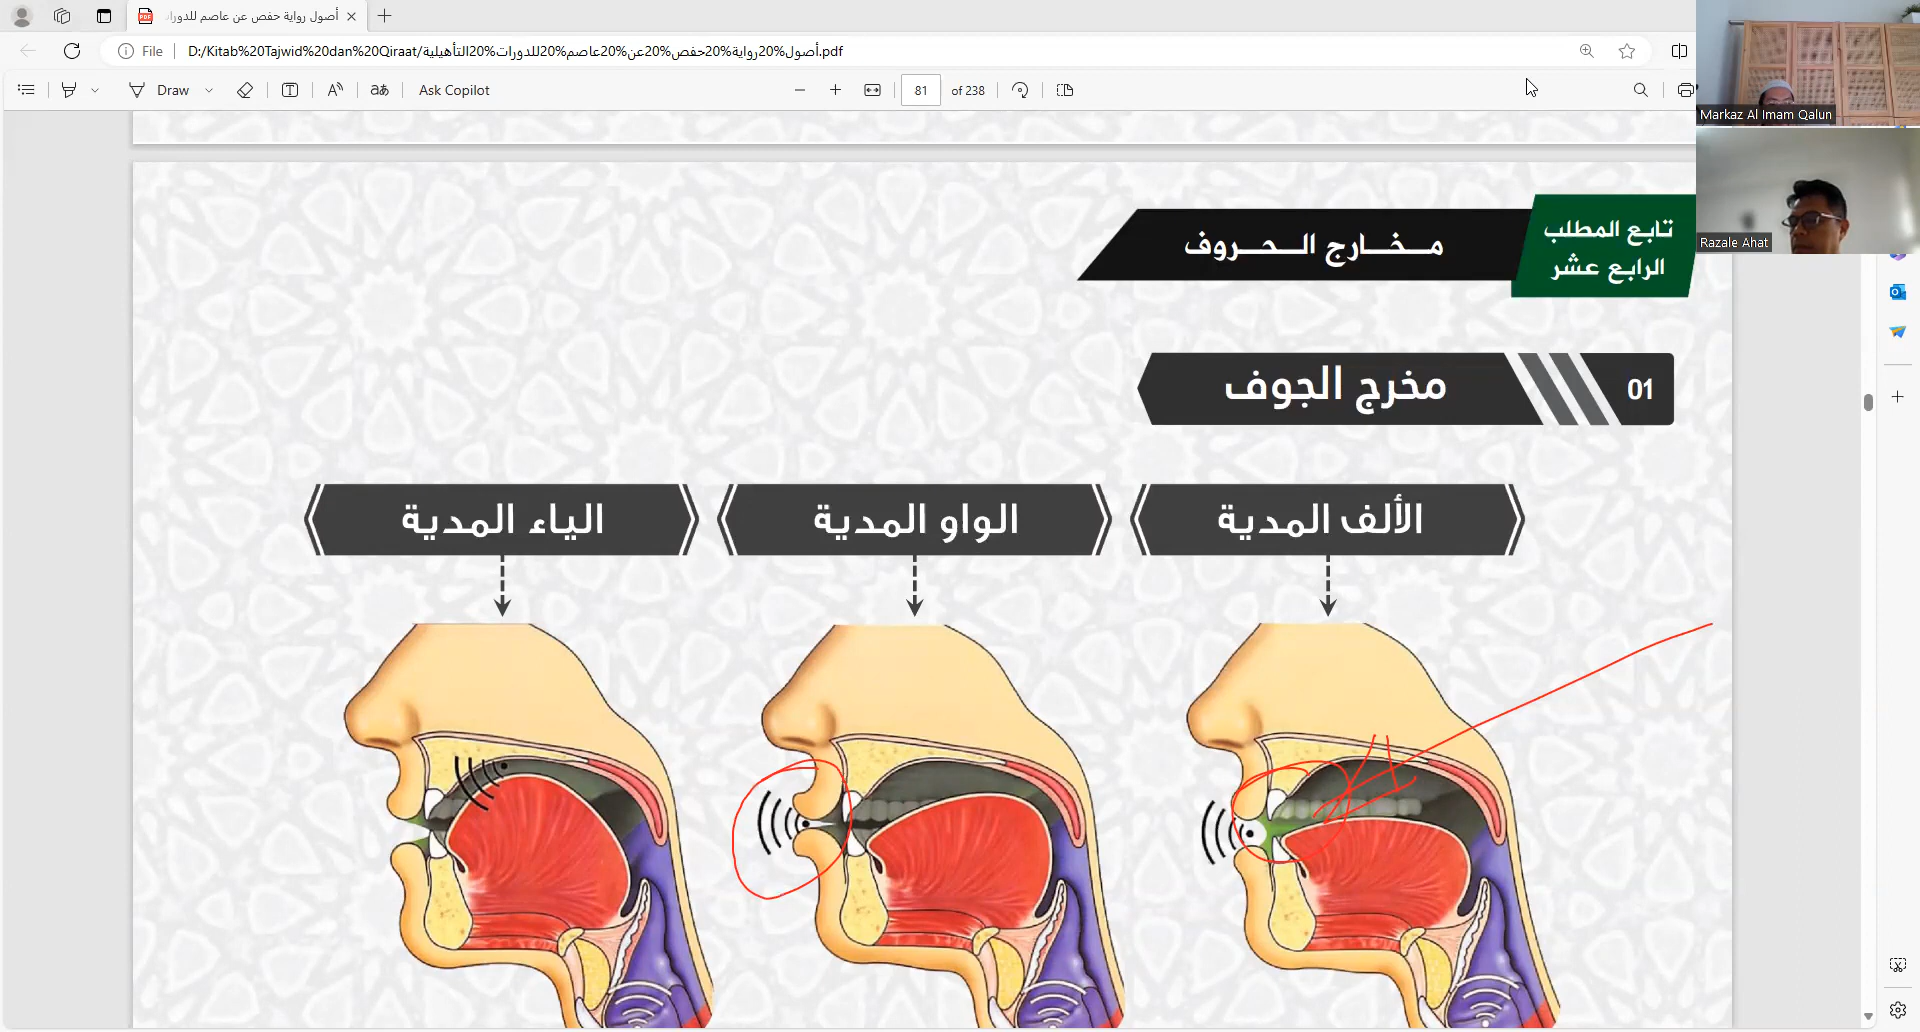 أصول رواية حفص عن عاصم للدورات
File
D:/Kitab%20Tajwid%20dan%20Qiraat/أصول%20رواية%20حفص%20عن%20عاصم%20للدورات%20التأهيلية.pdf
Draw
Ask Copilot
81 of 238
Markaz Al Imam Qalun
Razale Ahat
تابع المطلب
الرابع عشر
مــخــارج الــحــروف
01 مخرج الجوف
الألف المدية
الواو المدية
الياء المدية